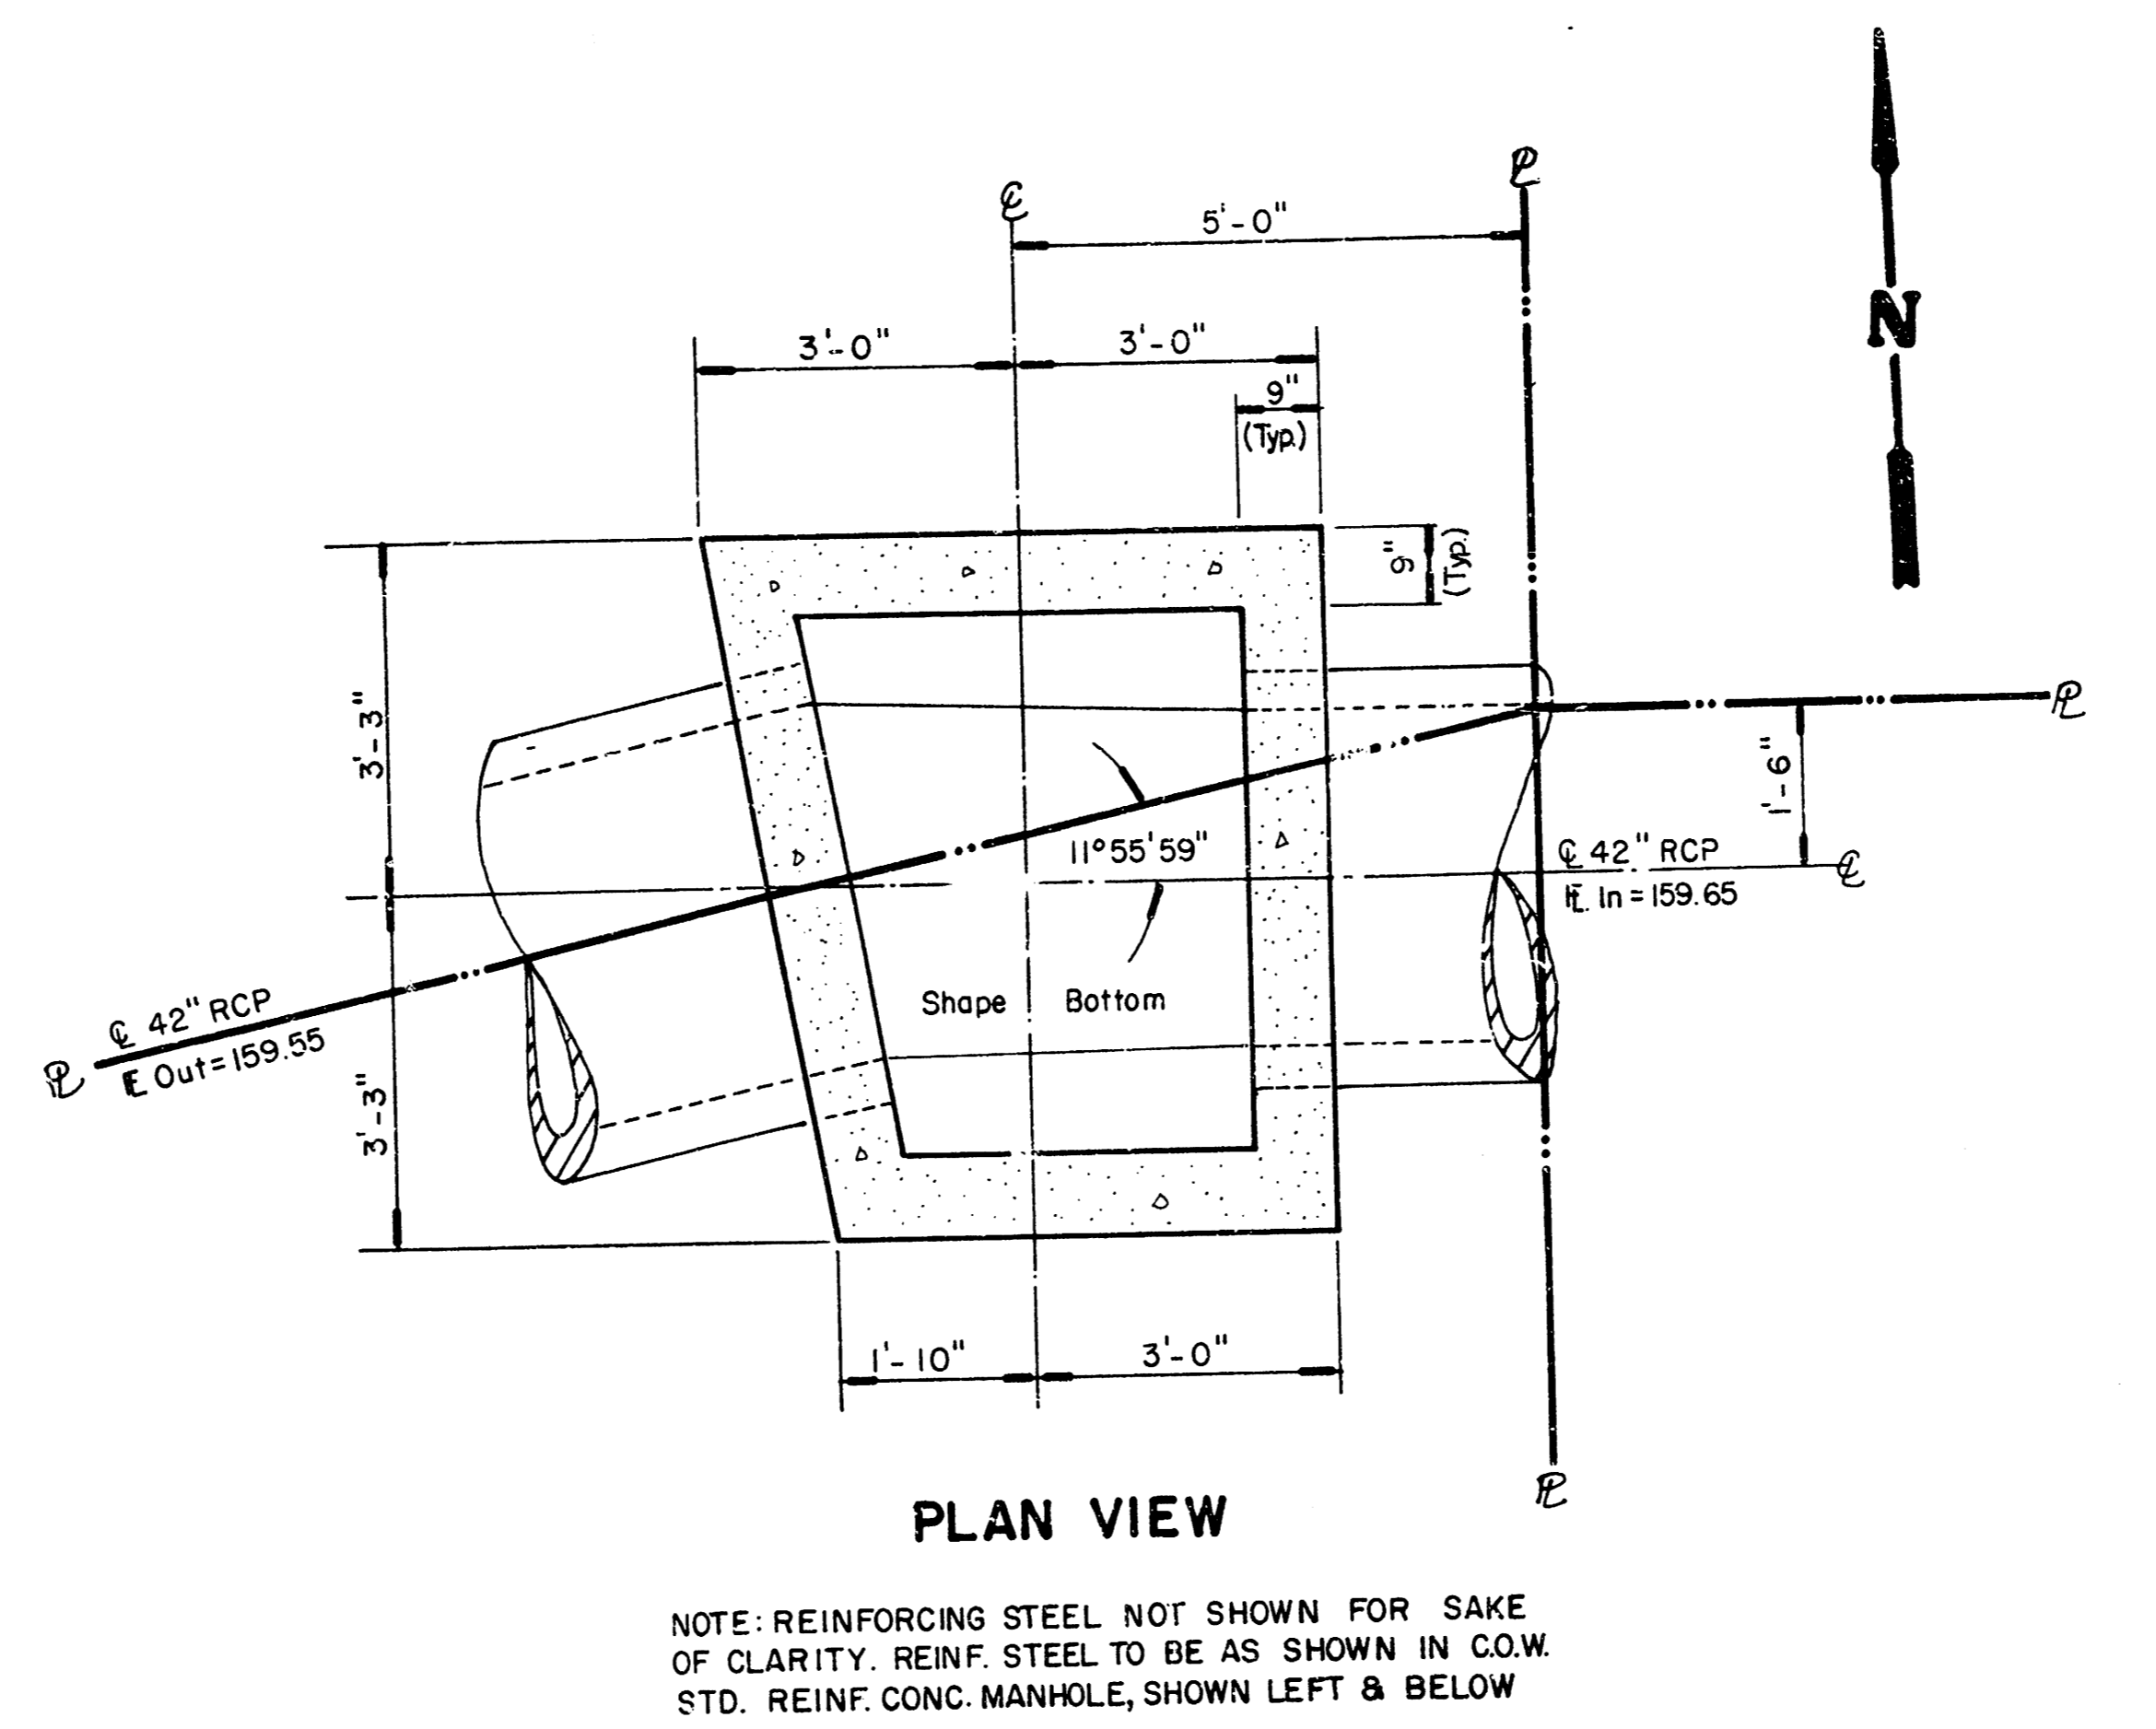 ℄
⅊
5'-0"
N
3'-0"
3'-0"
9"
(Typ.)
9"
(Typ.)
3'-3"
⅊
1'-6"
11°55'59"
℄ 42" RCP
℄
FL In = 159.65
Shape Bottom
℄ 42" RCP
⅊
FL Out = 159.55
3'-3"
1'-10"
3'-0"
⅊
PLAN VIEW
NOTE: REINFORCING STEEL NOT SHOWN FOR SAKE
OF CLARITY. REINF. STEEL TO BE AS SHOWN IN C.O.W.
STD. REINF. CONC. MANHOLE, SHOWN LEFT & BELOW